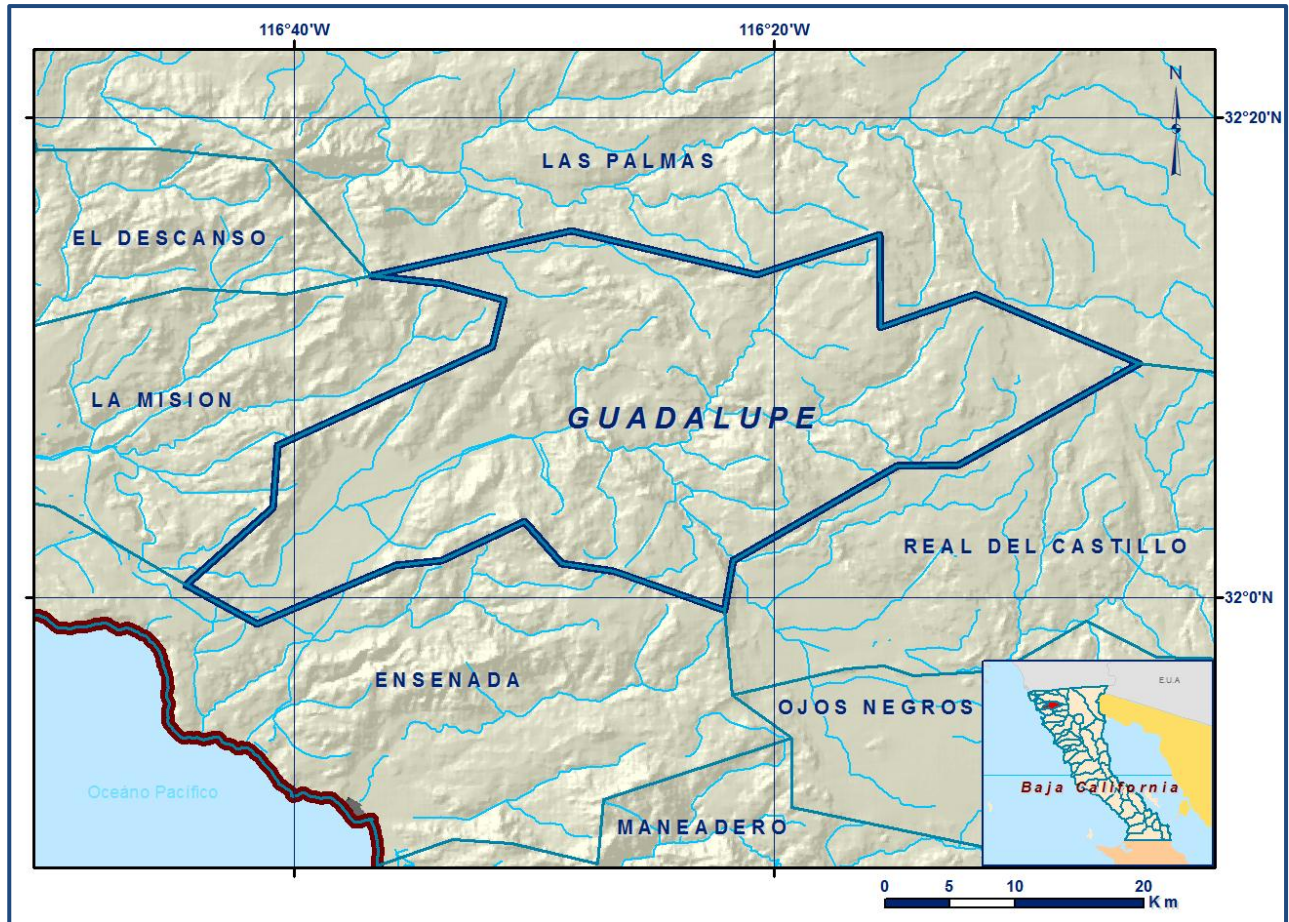 116°40'W
116°20'W
N
32°20'N
LAS PALMAS
EL DESCANSO
LA MISION
GUADALUPE
REAL DEL CASTILLO
32°0'N
ENSENADA
OJOS NEGROS
E.U.A
Baja California
Oceáno Pacífico
MANEADERO
0 5 10 20
Km